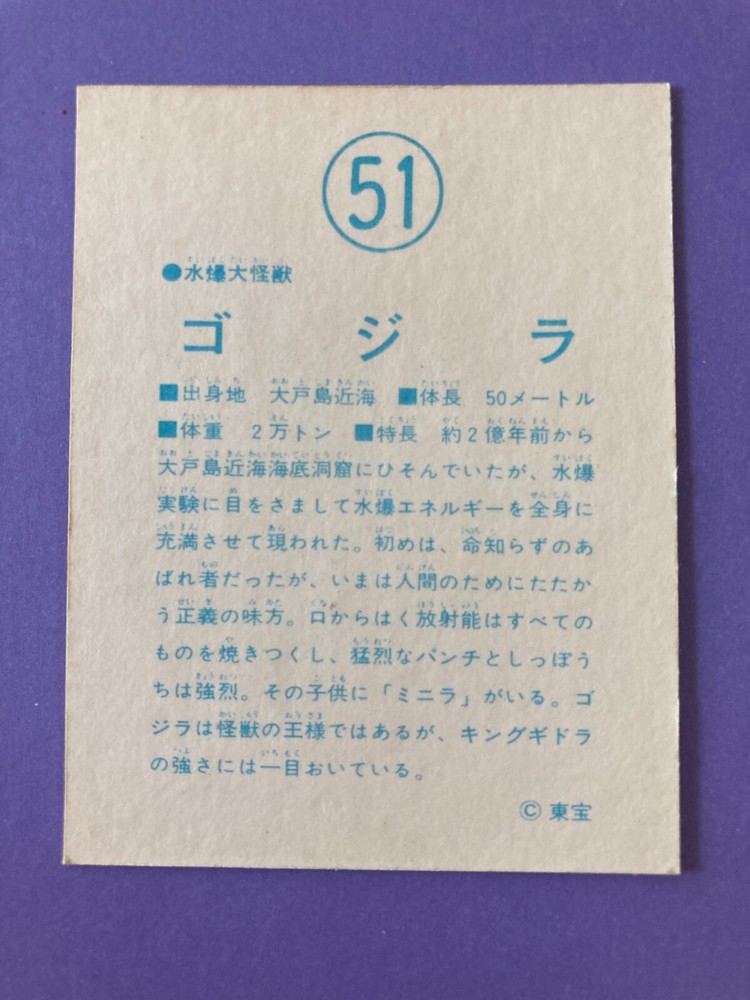 51
●水爆大怪獣
ゴジラ
■出身地 大戸島近海 ■体長 50メートル
■体重 2万トン ■特長 約2億年前から
大戸島近海海底洞窟にひそんでいたが、水爆
実験に目をさまして水爆エネルギーを全身に
充満させて現われた。初めは、命知らずのあ
ばれ者だったが、いまは人間のためにたたか
う正義の味方。口からはく放射能はすべての
ものを焼きつくし、猛烈なパンチとしっぽう
ちは強烈。その子供に「ミニラ」がいる。ゴ
ジラは怪獣の王様ではあるが、キングギドラ
の強さには一目おいている。
© 東宝